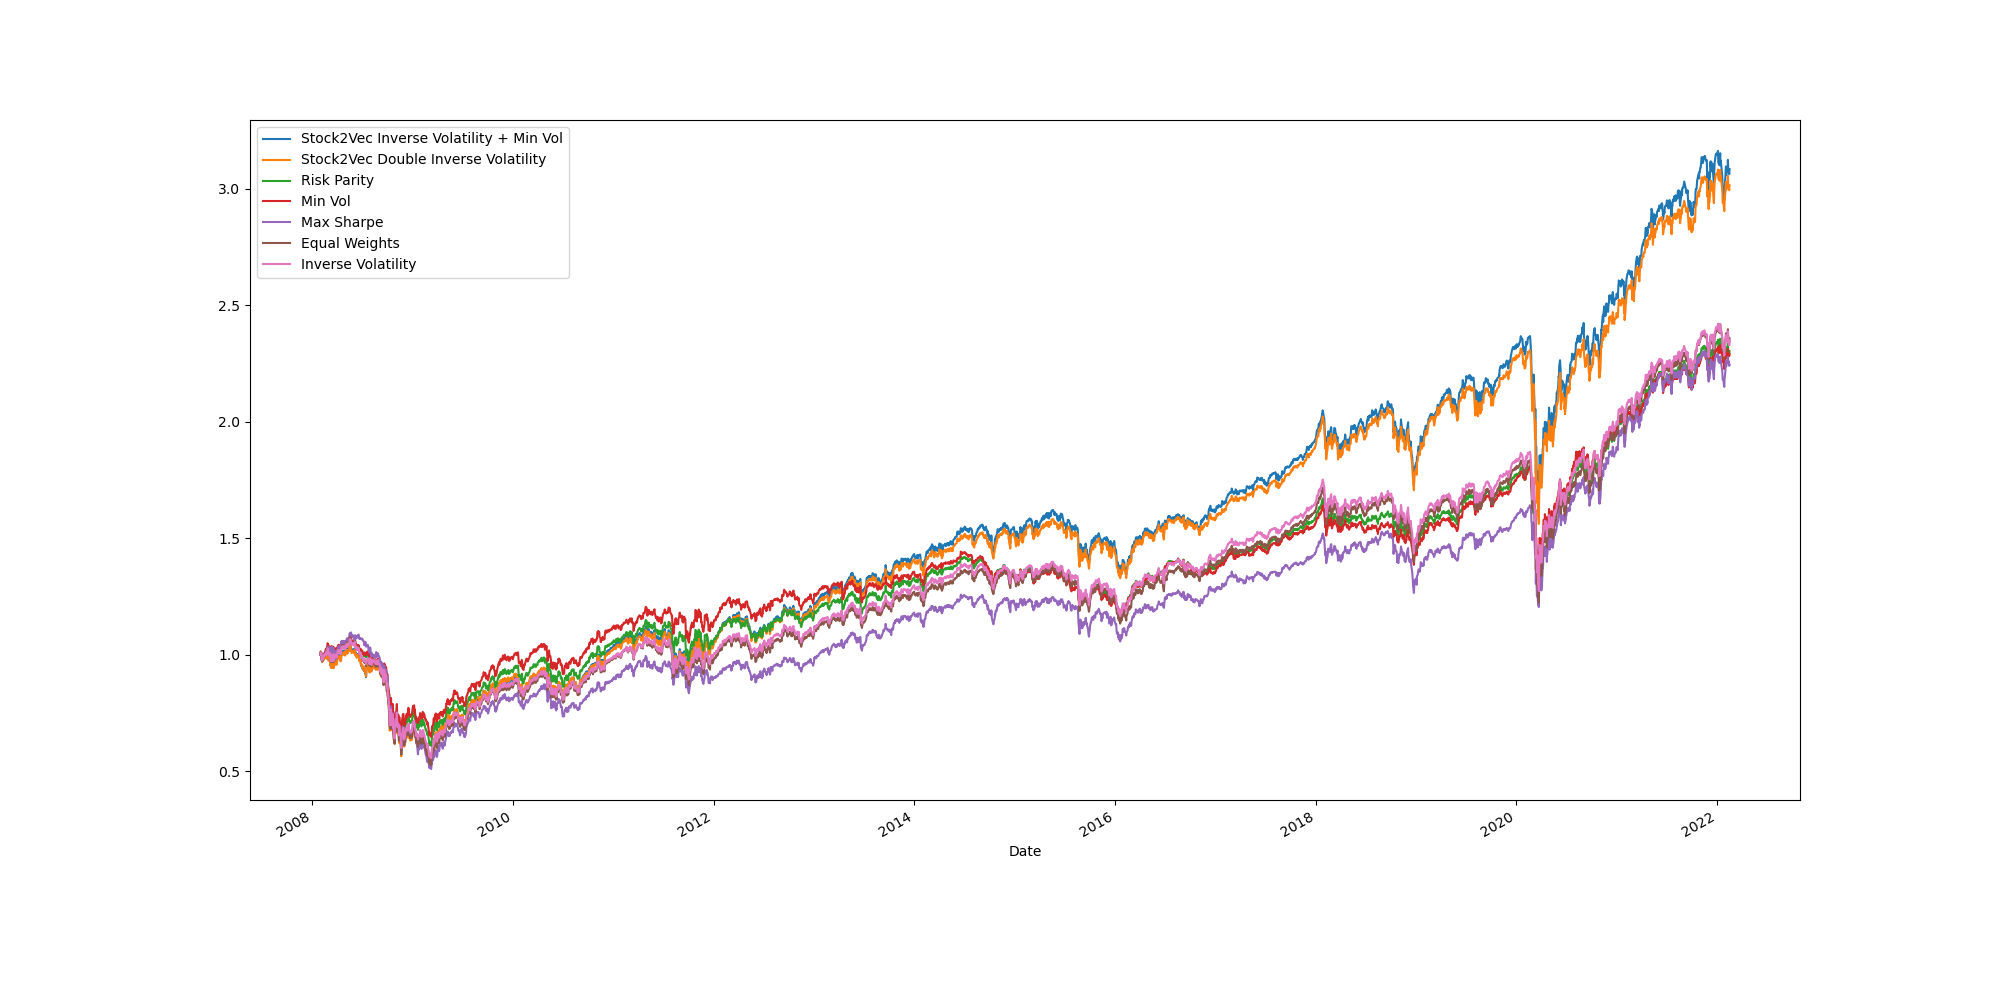 Stock2Vec Inverse Volatility + Min Vol
Stock2Vec Double Inverse Volatility
Risk Parity
Min Vol
Max Sharpe
Equal Weights
Inverse Volatility
3.0
2.5
2.0
1.5
1.0
0.5
2008 2010 2012 2014 2016 2018 2020 2022
Date